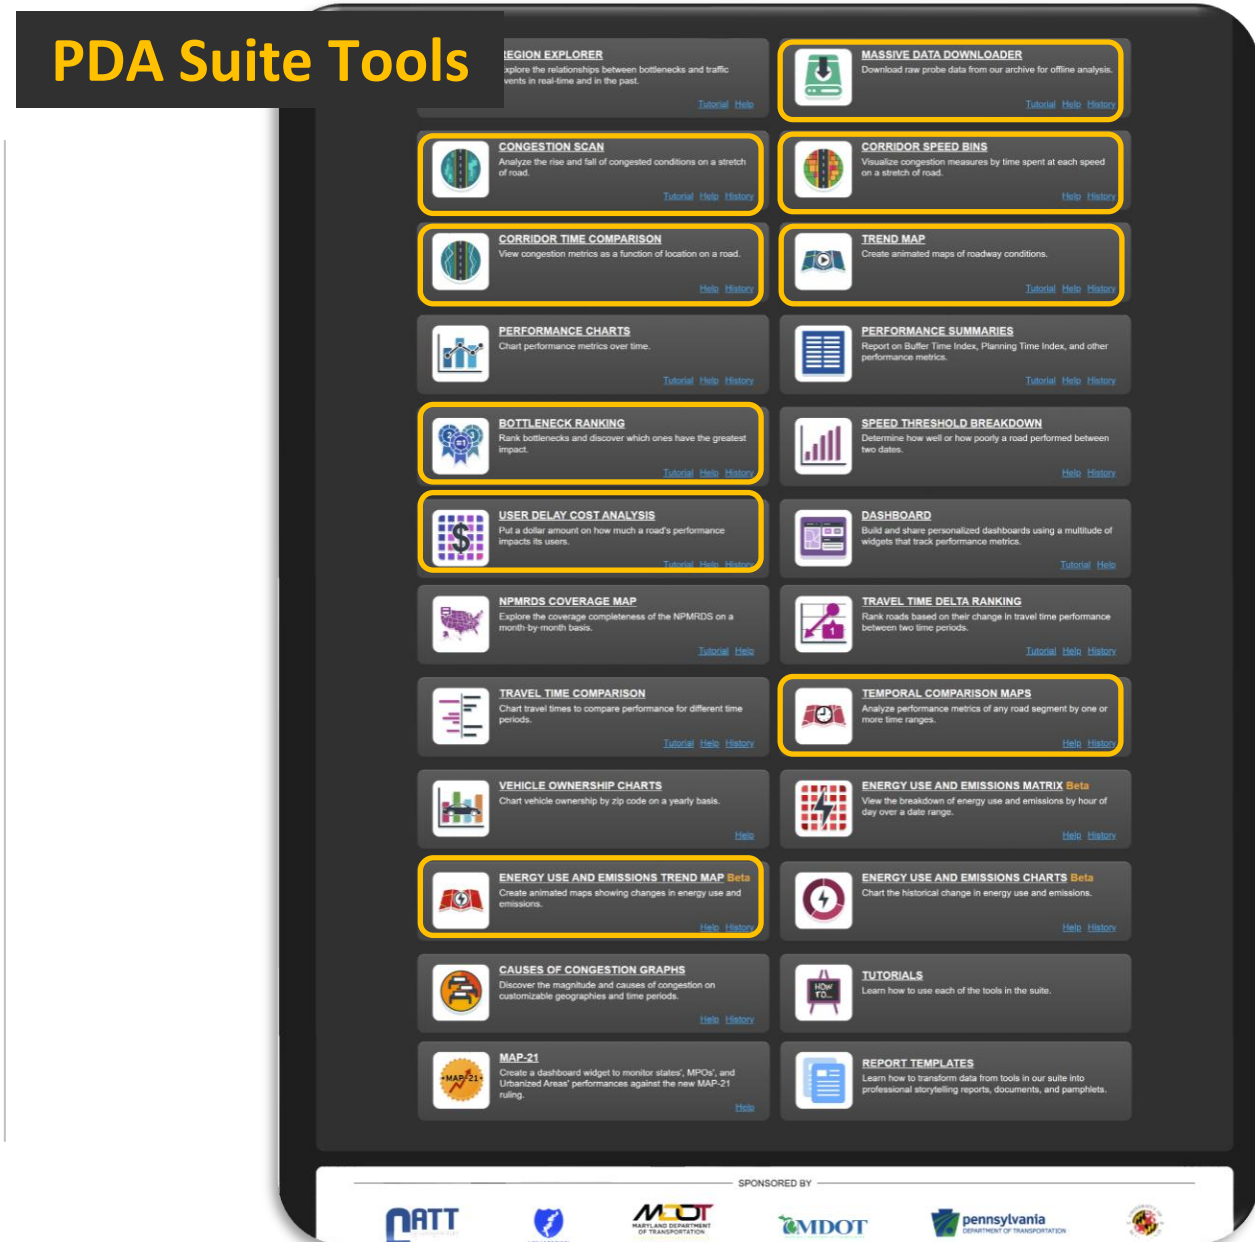 PDA Suite Tools
REGION EXPLORER
Explore the relationships between bottlenecks and traffic
events in real-time and in the past.
Tutorial Help
MASSIVE DATA DOWNLOADER
Download raw probe data from our archive for offline analysis.
Tutorial Help History
CONGESTION SCAN
Analyze the rise and fall of congested conditions on a stretch
of road.
Tutorial Help History
CORRIDOR SPEED BINS
Visualize congestion measures by time spent at each speed
on a stretch of road.
Help History
CORRIDOR TIME COMPARISON
View congestion metrics as a function of location on a road.
Help History
TREND MAP
Create animated maps of roadway conditions.
Tutorial Help History
PERFORMANCE CHARTS
Chart performance metrics over time.
Tutorial Help History
PERFORMANCE SUMMARIES
Report on Buffer Time Index, Planning Time Index, and other
performance metrics.
Tutorial Help History
2 #1 3
BOTTLENECK RANKING
Rank bottlenecks and discover which ones have the greatest
impact.
Tutorial Help History
SPEED THRESHOLD BREAKDOWN
Determine how well or how poorly a road performed between
two dates.
Help History
$
USER DELAY COST ANALYSIS
Put a dollar amount on how much a road's performance
impacts its users.
Tutorial Help History
DASHBOARD
Build and share personalized dashboards using a multitude of
widgets that track performance metrics.
Tutorial Help
NPMRDS COVERAGE MAP
Explore the coverage completeness of the NPMRDS on a
month-by-month basis.
Tutorial Help
1
TRAVEL TIME DELTA RANKING
Rank roads based on their change in travel time performance
between two time periods.
Tutorial Help History
TRAVEL TIME COMPARISON
Chart travel times to compare performance for different time
periods.
Tutorial Help History
TEMPORAL COMPARISON MAPS
Analyze performance metrics of any road segment by one or
more time ranges.
Help History
VEHICLE OWNERSHIP CHARTS
Chart vehicle ownership by zip code on a yearly basis.
Help
ENERGY USE AND EMISSIONS MATRIX Beta
View the breakdown of energy use and emissions by hour of
day over a date range.
Help History
ENERGY USE AND EMISSIONS TREND MAP Beta
Create animated maps showing changes in energy use and
emissions.
Help History
ENERGY USE AND EMISSIONS CHARTS Beta
Chart the historical change in energy use and emissions.
Help History
CAUSES OF CONGESTION GRAPHS
Discover the magnitude and causes of congestion on
customizable geographies and time periods.
Help History
HOW
TO...
TUTORIALS
Learn how to use each of the tools in the suite.
MAP-21
MAP-21
Create a dashboard widget to monitor states', MPOs', and
Urbanized Areas' performances against the new MAP-21
ruling.
Help
REPORT TEMPLATES
Learn how to transform data from tools in our suite into
professional storytelling reports, documents, and pamphlets.
SPONSORED BY
CATT
MDOT
MARYLAND DEPARTMENT
OF TRANSPORTATION
MDOT
pennsylvania
DEPARTMENT OF TRANSPORTATION